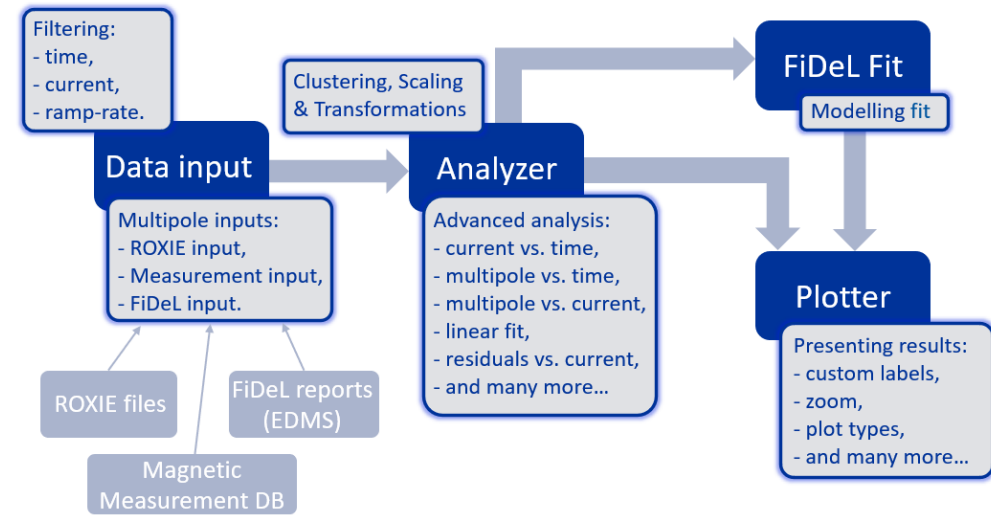 Filtering:
- time,
- current,
- ramp-rate.
Data input
Multipole inputs:
- ROXIE input,
- Measurement input,
- FiDeL input.
ROXIE files
Magnetic
Measurement DB
FiDeL reports
(EDMS)
Clustering, Scaling
& Transformations
Analyzer
Advanced analysis:
- current vs. time,
- multipole vs. time,
- multipole vs. current,
- linear fit,
- residuals vs. current,
- and many more...
FiDeL Fit
Modelling fit
Plotter
Presenting results:
- custom labels,
- zoom,
- plot types,
- and many more...